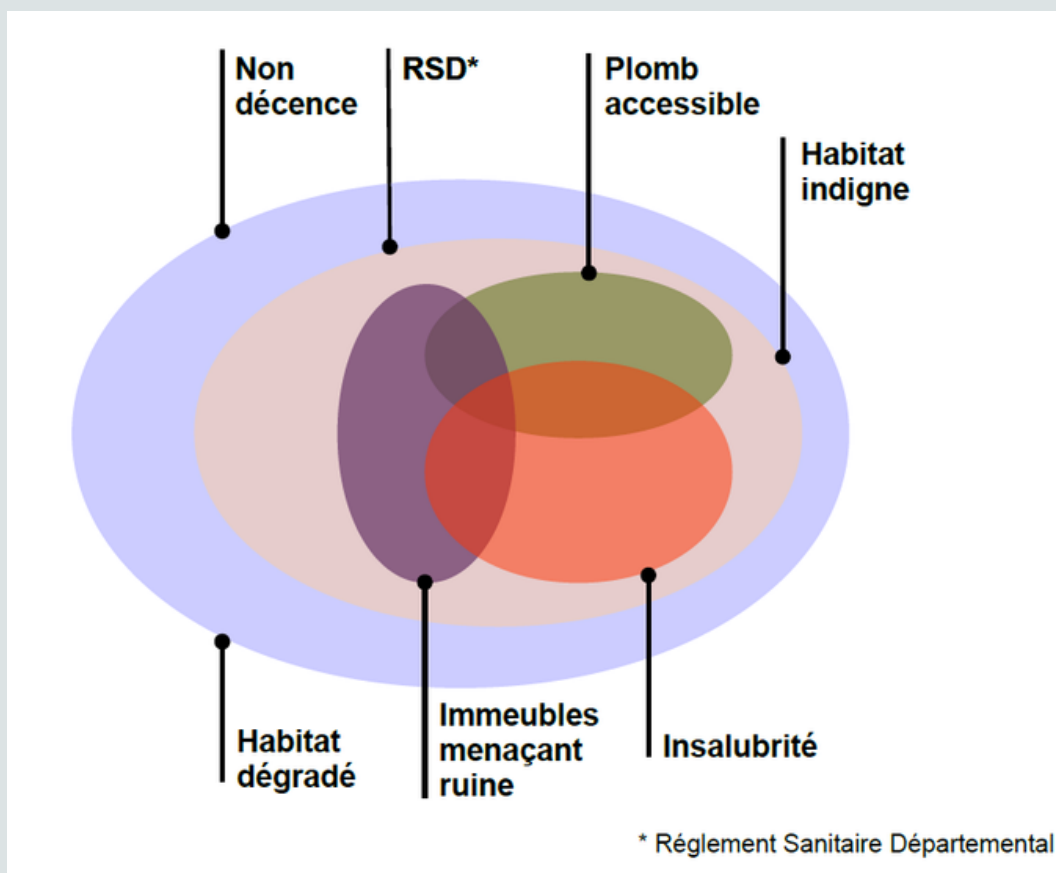 Non
décence
RSD*
Plomb
accessible
Habitat
indigne
Habitat
dégradé
Immeubles
menaçant
ruine
Insalubrité
* Réglement Sanitaire Départemental